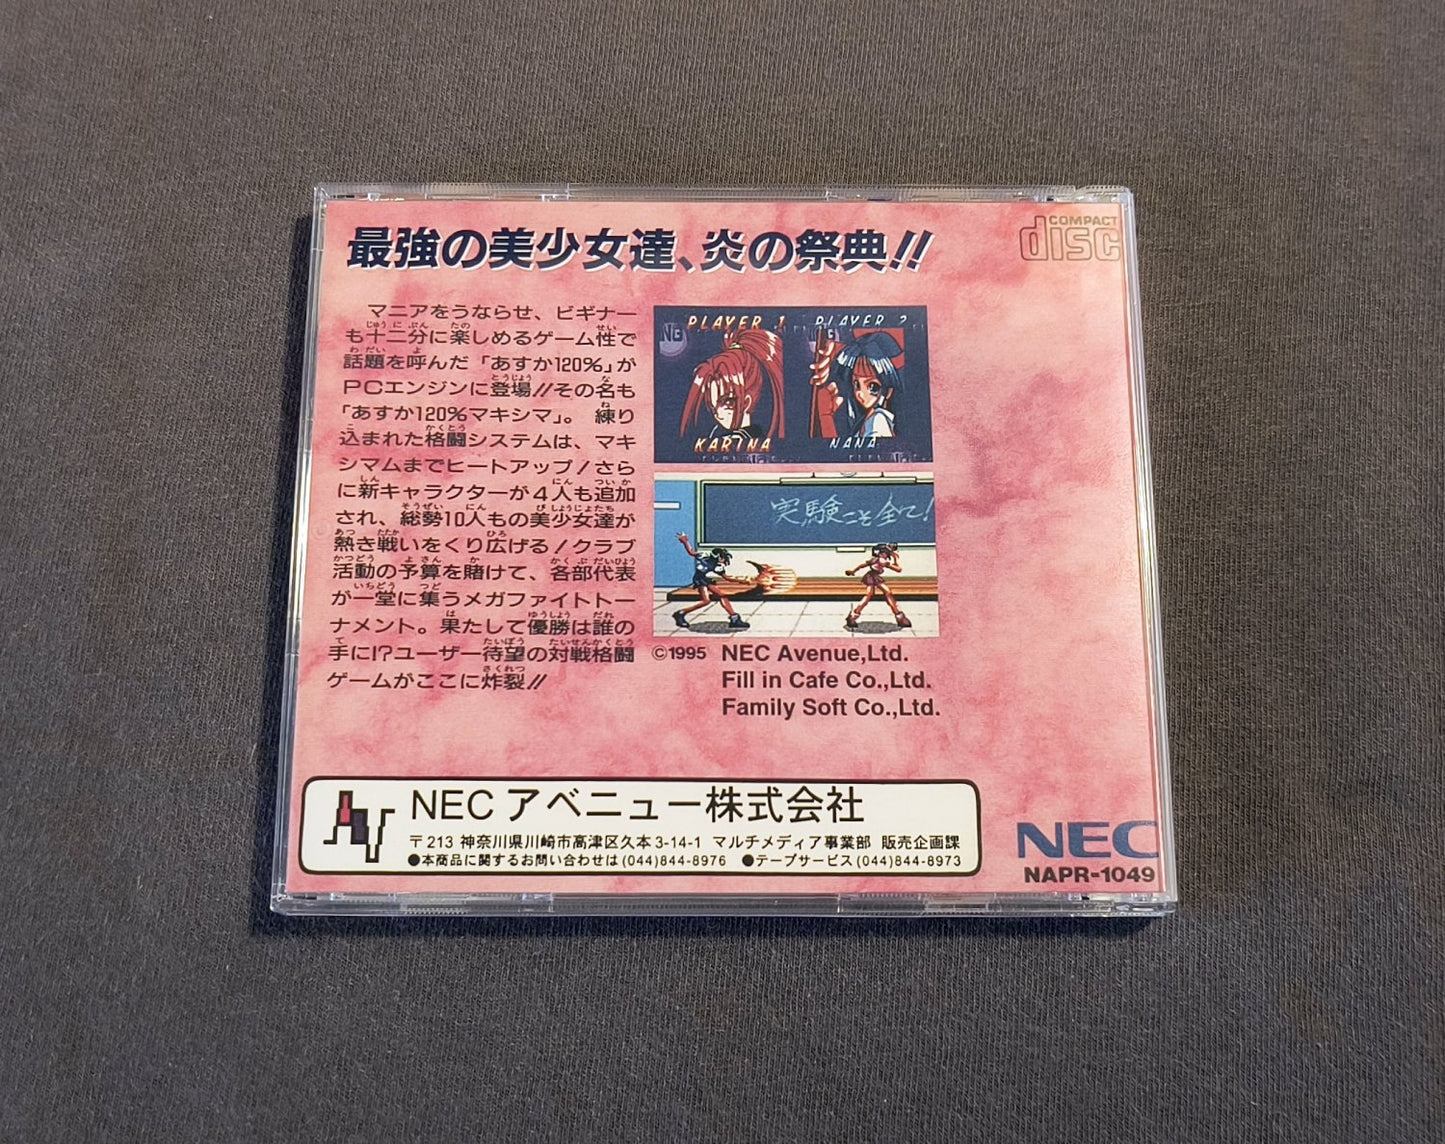 COMPACT
disc
最強の美少女達、炎の祭典!!
マニアをうならせ、ビギナー
も十二分に楽しめるゲーム性で
話題を呼んだ「あすか120%」が
PCエンジンに登場!!その名も
「あすか120%マキシマ」。練り
込まれた格闘システムは、マキ
シマムまでヒートアップ!さら
に新キャラクターが4人も追加
され、総勢10人もの美少女達が
熱き戦いをくり広げる!クラブ
活動の予算を賭けて、各部代表
が一堂に集うメガファイトトー
ナメント。果たして優勝は誰の
手に!?ユーザー待望の対戦格闘
ゲームがここに炸裂!!
PLAYER 1
PLAYER 2
KARINA
NANA
実験こそ全て!
©1995 NEC Avenue,Ltd.
Fill in Cafe Co.,Ltd.
Family Soft Co.,Ltd.
NECアベニュー株式会社
〒213 神奈川県川崎市高津区久本3-14-1 マルチメディア事業部 販売企画課
●本商品に関するお問い合わせは(044)844-8976 ●テープサービス(044)844-8973
NEC
NAPR-1049